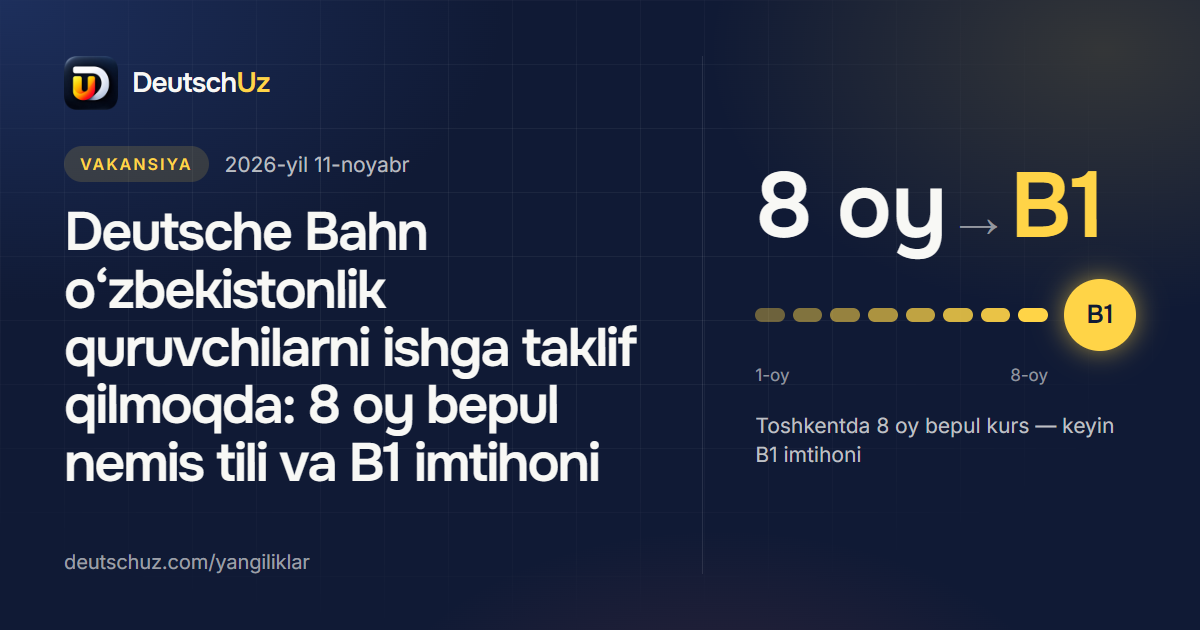 DeutschUz
VAKANSIYA
2026-yil 11-noyabr
Deutsche Bahn
oʻzbekistonlik
quruvchilarni ishga taklif
qilmoqda: 8 oy bepul
nemis tili va B1 imtihoni
deutschuz.com/yangiliklar
8 oy → B1
B1
1-oy
8-oy
Toshkentda 8 oy bepul kurs — keyin
B1 imtihoni